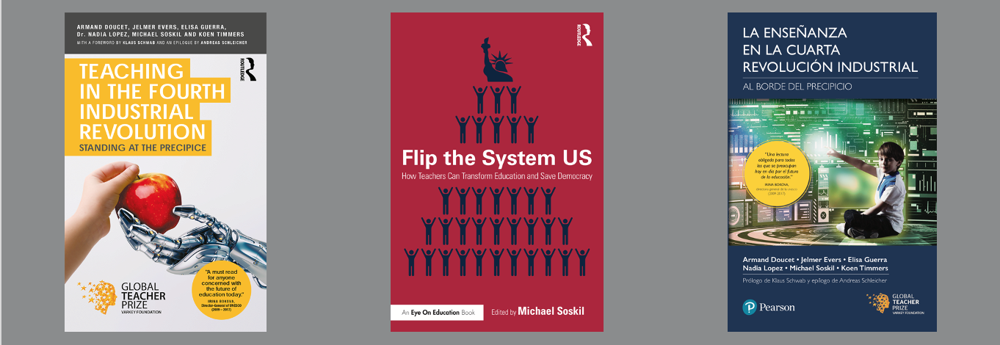 ARMAND DOUCET, JELMER EVERS, ELISA GUERRA,
Dr. NADIA LOPEZ, MICHAEL SOSKIL AND KOEN TIMMERS
WITH A FOREWORD BY KLAUS SCHWAB AND AN EPILOGUE BY ANDREAS SCHLEICHER
ROUTLEDGE
TEACHING
IN THE FOURTH
INDUSTRIAL
REVOLUTION
STANDING AT THE PRECIPICE
GLOBAL
TEACHER
PRIZE
VARKEY FOUNDATION
"A must read
for anyone
concerned with
the future of
education today."
IRINA BOKOVA,
Director-General of UNESCO
(2009 – 2017)
ROUTLEDGE
Flip the System US
How Teachers Can Transform Education and Save Democracy
An Eye On Education Book
Edited by Michael Soskil
LA ENSEÑANZA
EN LA CUARTA
REVOLUCIÓN INDUSTRIAL
AL BORDE DEL PRECIPICIO
"Una lectura
obligada para todos
los que se preocupan
hoy en día por el futuro
de la educación."
IRINA BOKOVA,
directora general de la UNESCO
(2009-2017)
Armand Doucet • Jelmer Evers • Elisa Guerra
Nadia Lopez • Michael Soskil • Koen Timmers
Prólogo de Klaus Schwab y epílogo de Andreas Schleicher
Pearson
GLOBAL
TEACHER
PRIZE
VARKEY FOUNDATION